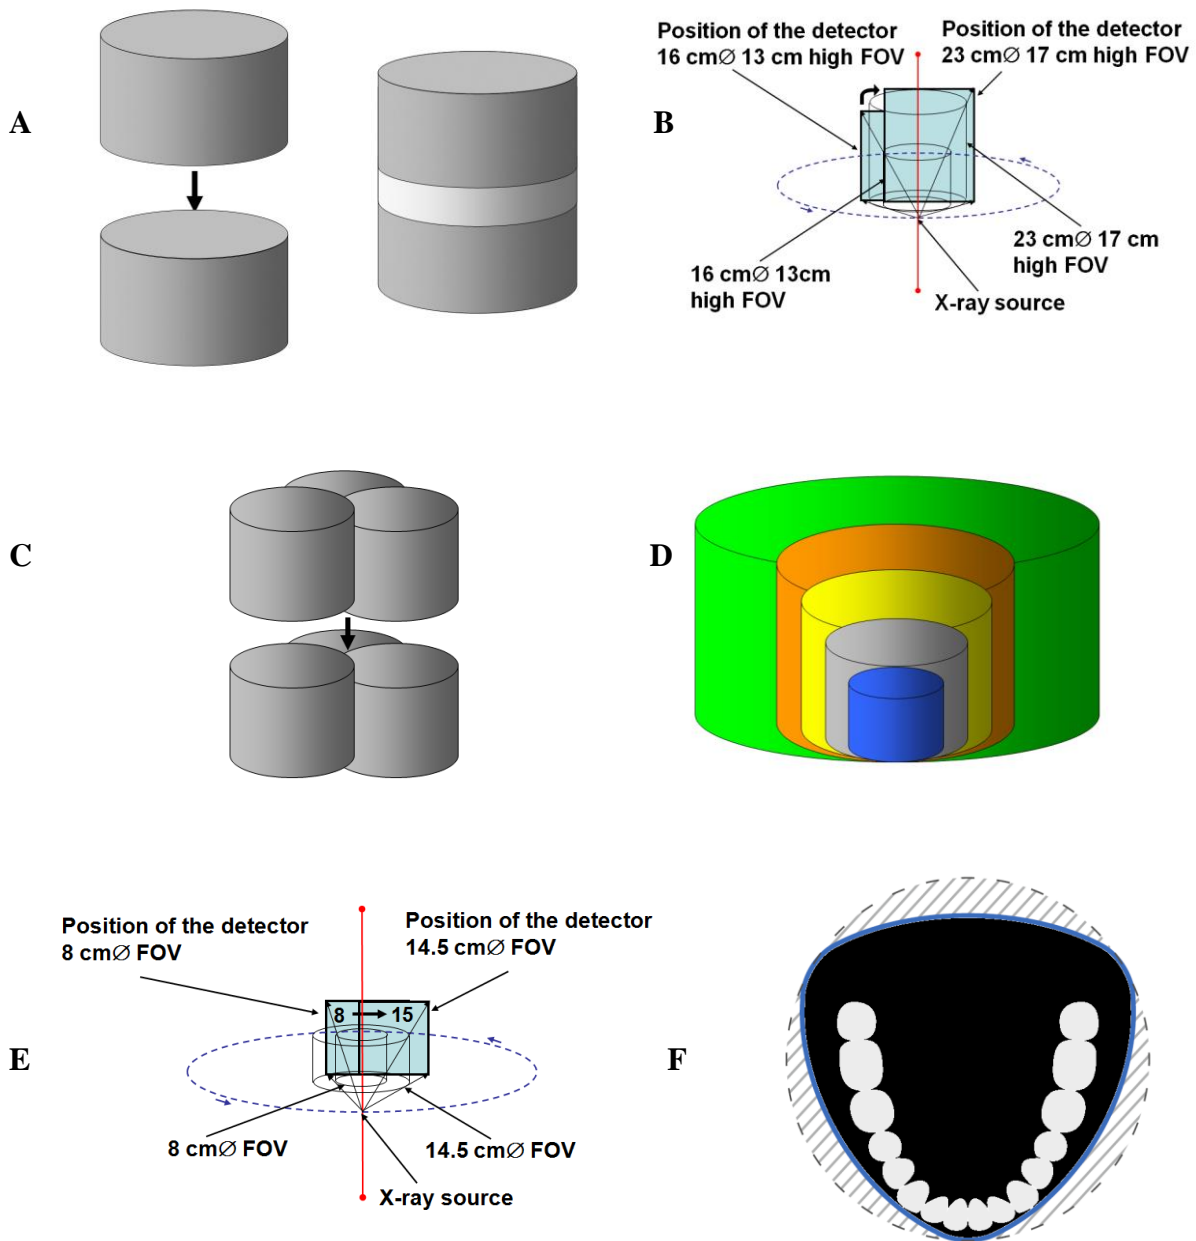 A
B
Position of the detector
16 cm∅ 13 cm high FOV
Position of the detector
23 cm∅ 17 cm high FOV
16 cm∅ 13cm
high FOV
23 cm∅ 17 cm
high FOV
X-ray source
C
D
E
Position of the detector
8 cm∅ FOV
Position of the detector
14.5 cm∅ FOV
8 15
8 cm∅ FOV
14.5 cm∅ FOV
X-ray source
F